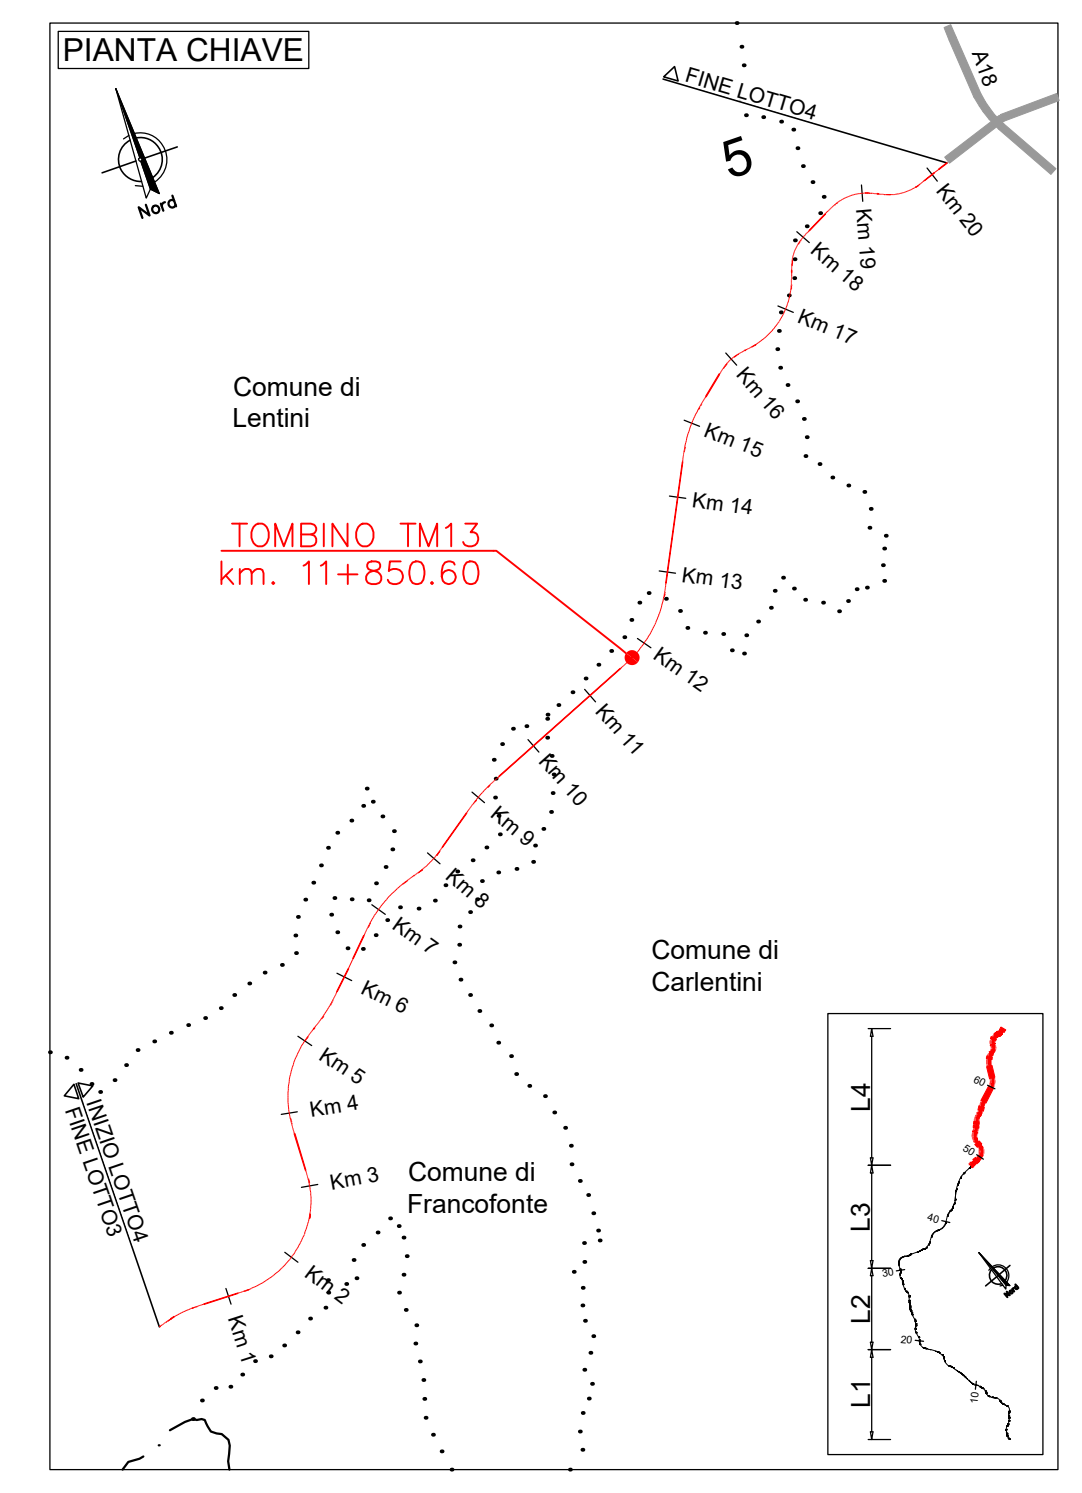 PIANTA CHIAVE
Nord
FINE LOTTO4
A18
5
Km 20
Km 19
Km 18
Km 17
Km 16
Km 15
Km 14
Km 13
Km 12
Km 11
Km 10
Km 9
Km 8
Km 7
Km 6
Km 5
Km 4
Km 3
Km 2
Km 1
Comune di
Lentini
TOMBINO TM13
km. 11+850.60
Comune di
Carlentini
Comune di
Francofonte
INIZIO LOTTO4
FINE LOTTO3
L4
L3
L2
L1
60
50
40
30
20
10